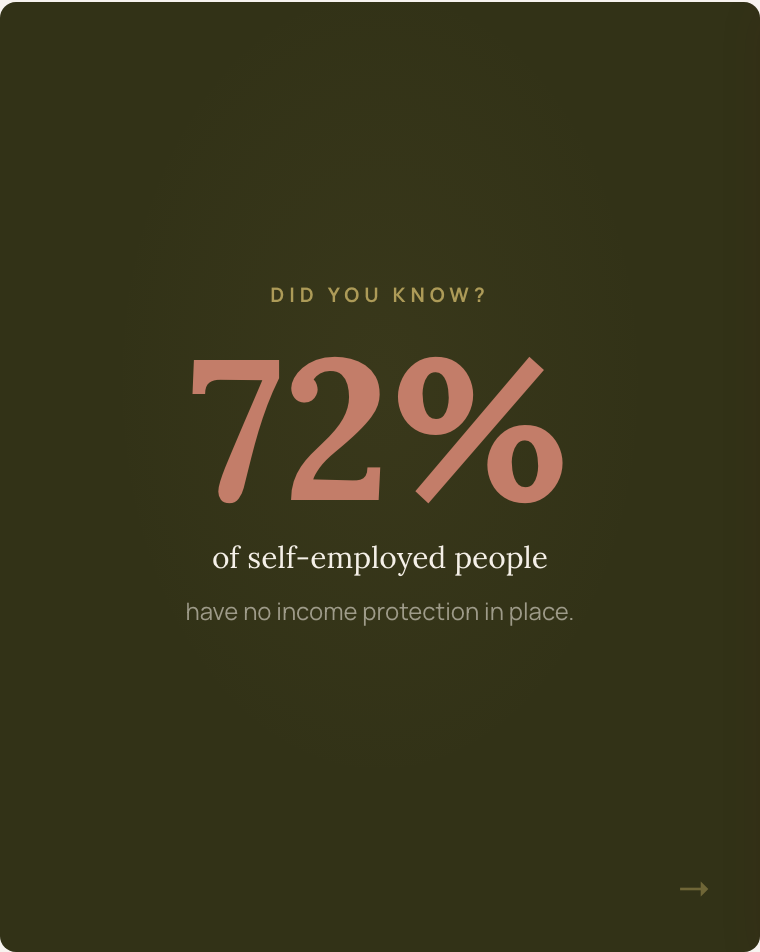 DID YOU KNOW?
72%
of self-employed people
have no income protection in place.